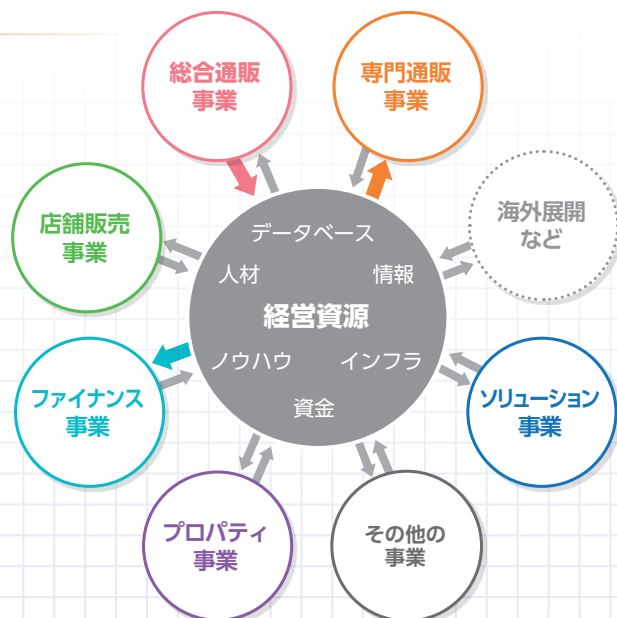 総合通販
事業
専門通販
事業
店舗販売
事業
海外展開
など
データベース
人材
情報
経営資源
ノウハウ
インフラ
資金
ファイナンス
事業
ソリューション
事業
プロパティ
事業
その他の
事業